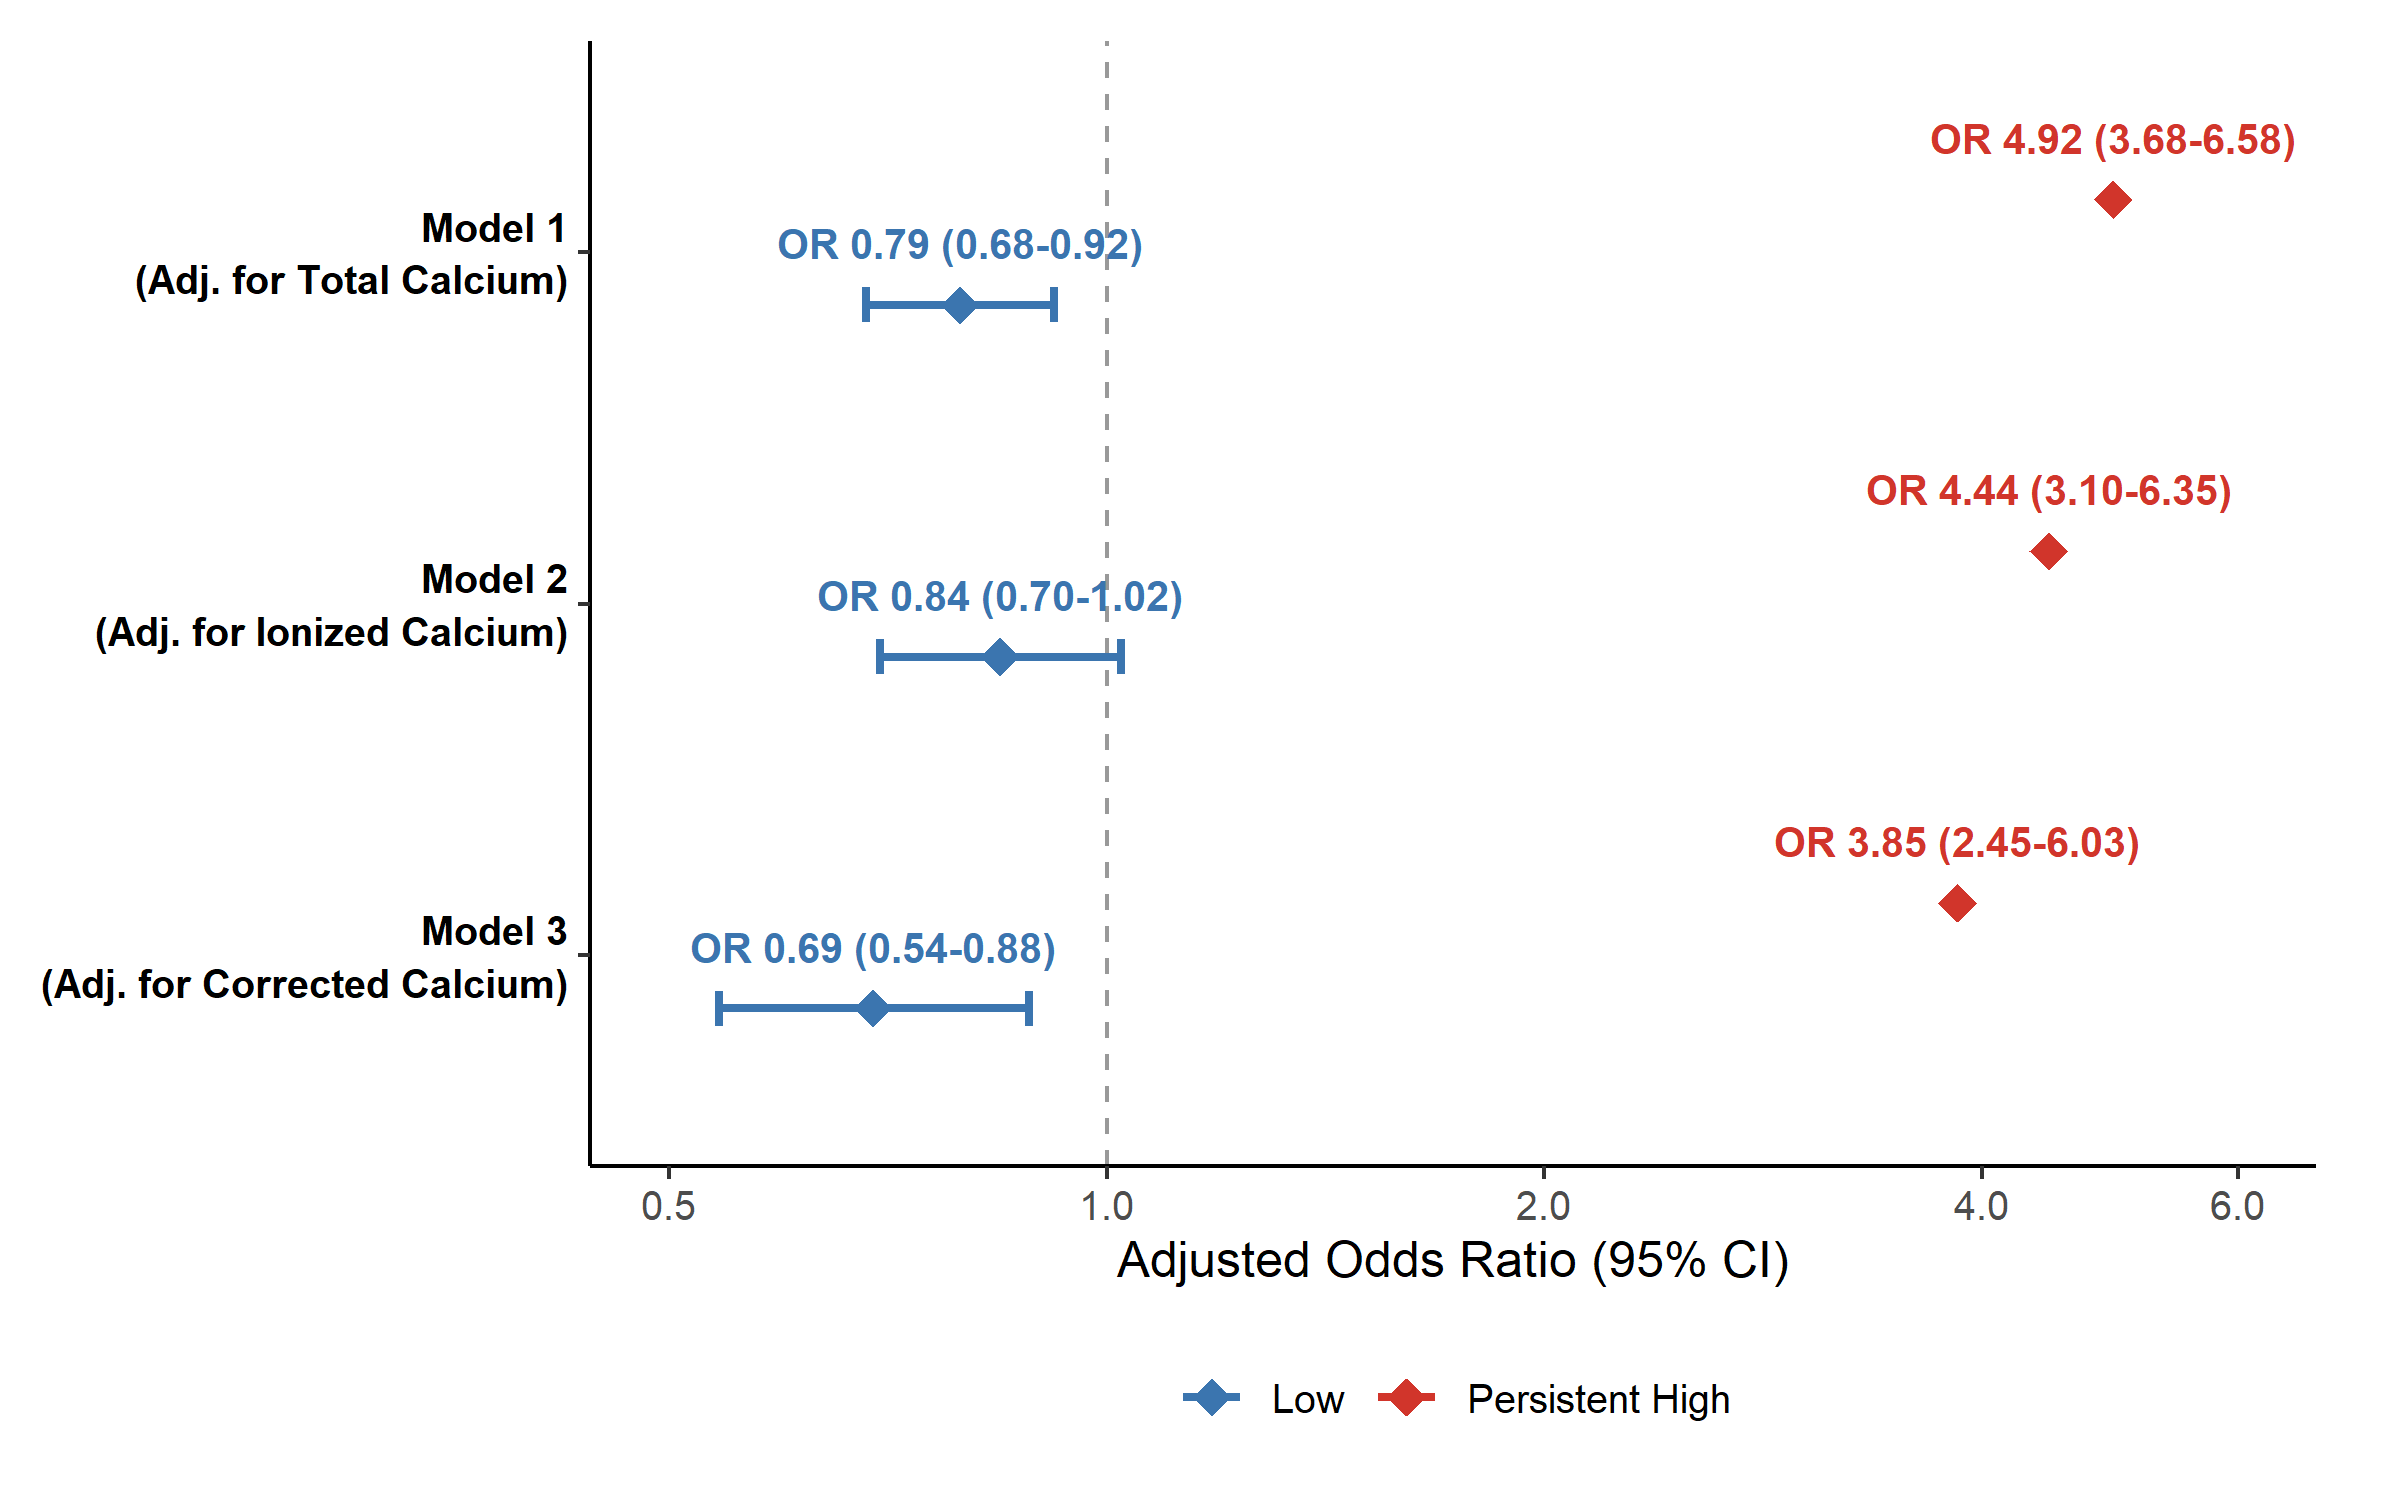 OR 4.92 (3.68-6.58)
Model 1
(Adj. for Total Calcium)
OR 0.79 (0.68-0.92)
OR 4.44 (3.10-6.35)
Model 2
(Adj. for Ionized Calcium)
OR 0.84 (0.70-1.02)
OR 3.85 (2.45-6.03)
Model 3
(Adj. for Corrected Calcium)
OR 0.69 (0.54-0.88)
0.5 1.0 2.0 4.0 6.0
Adjusted Odds Ratio (95% CI)
Low Persistent High